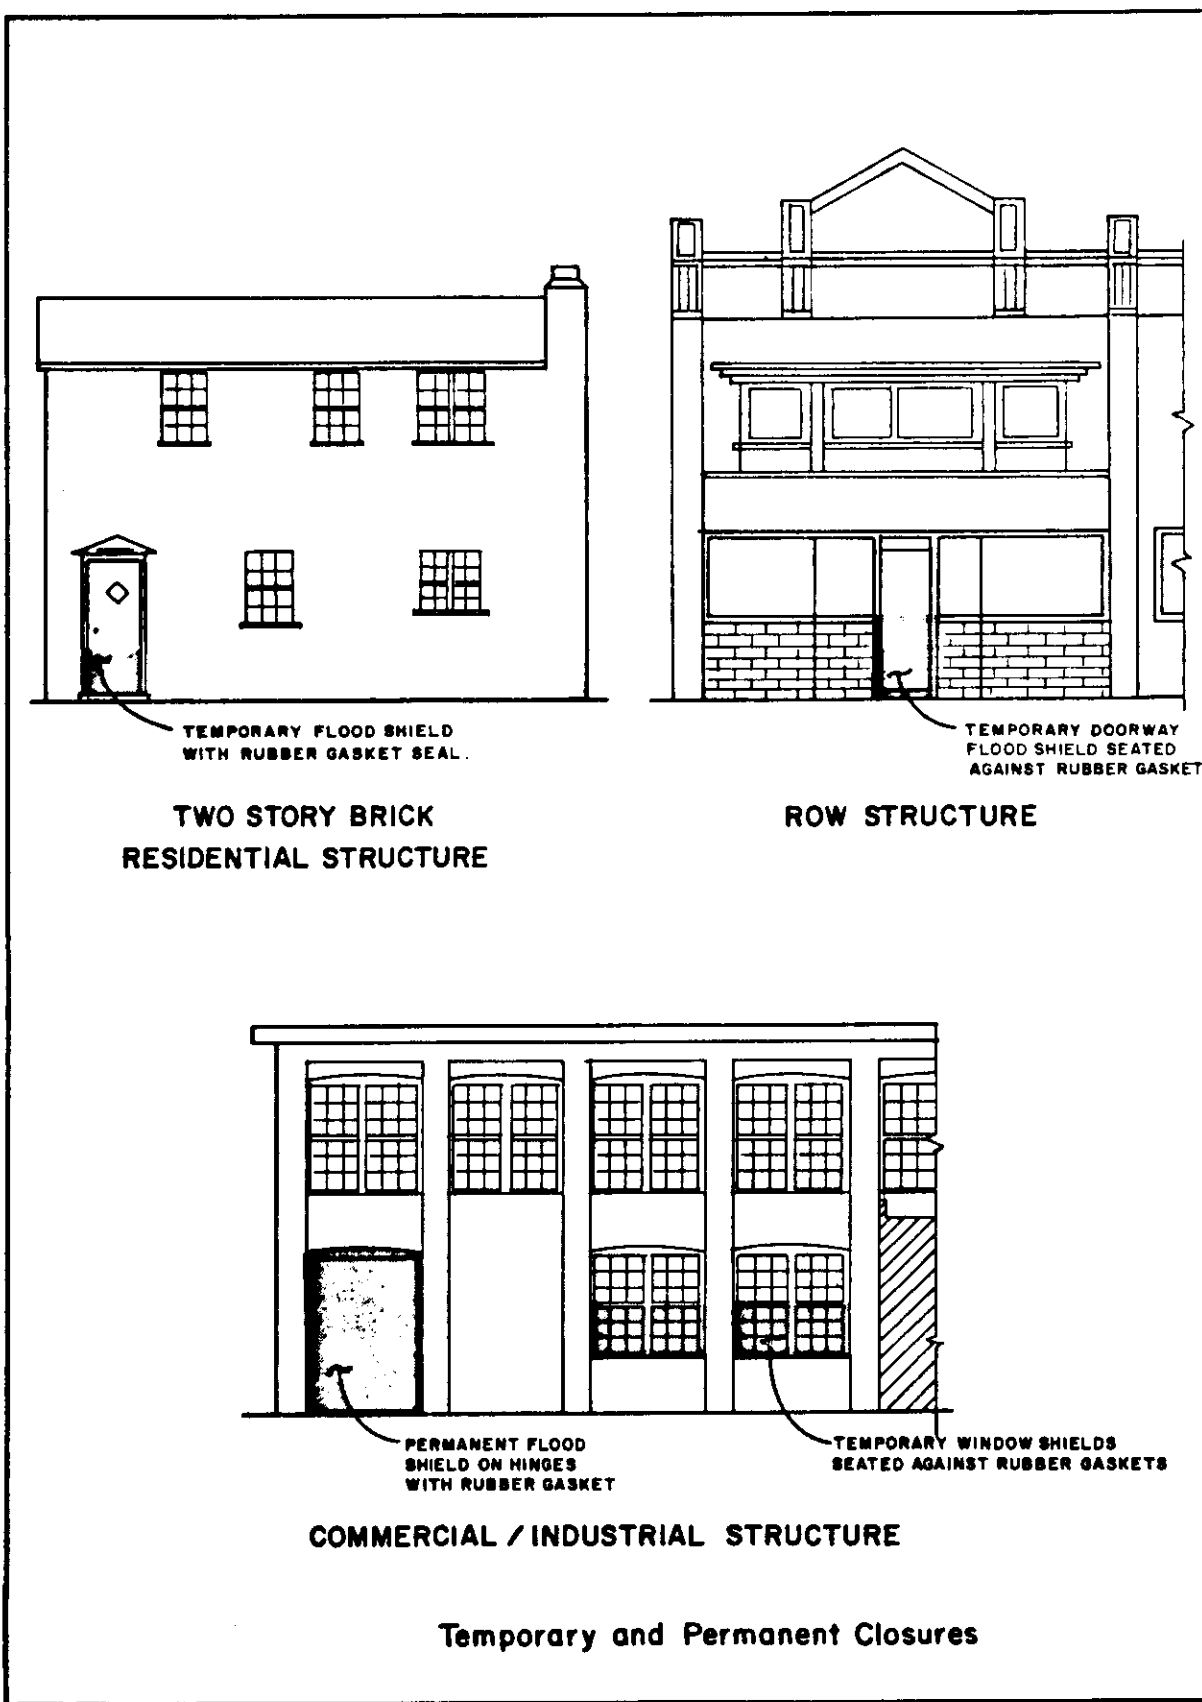 TEMPORARY FLOOD SHIELD
WITH RUBBER GASKET SEAL.
TWO STORY BRICK
RESIDENTIAL STRUCTURE
TEMPORARY DOORWAY
FLOOD SHIELD SEATED
AGAINST RUBBER GASKET
ROW STRUCTURE
PERMANENT FLOOD
SHIELD ON HINGES
WITH RUBBER GASKET
TEMPORARY WINDOW SHIELDS
SEATED AGAINST RUBBER GASKETS
COMMERCIAL / INDUSTRIAL STRUCTURE
Temporary and Permanent Closures